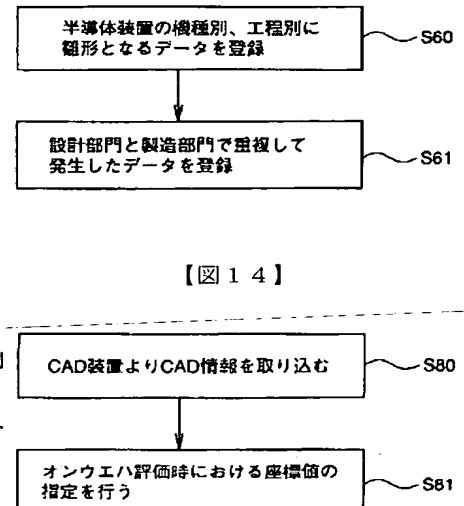 半導体装置の機種別、工程別に
雛形となるデータを登録
S60
設計部門と製造部門で重複して
発生したデータを登録
S61
【図14】
CAD装置よりCAD情報を取り込む
S80
オンウエハ評価時における座標値の
指定を行う
S81